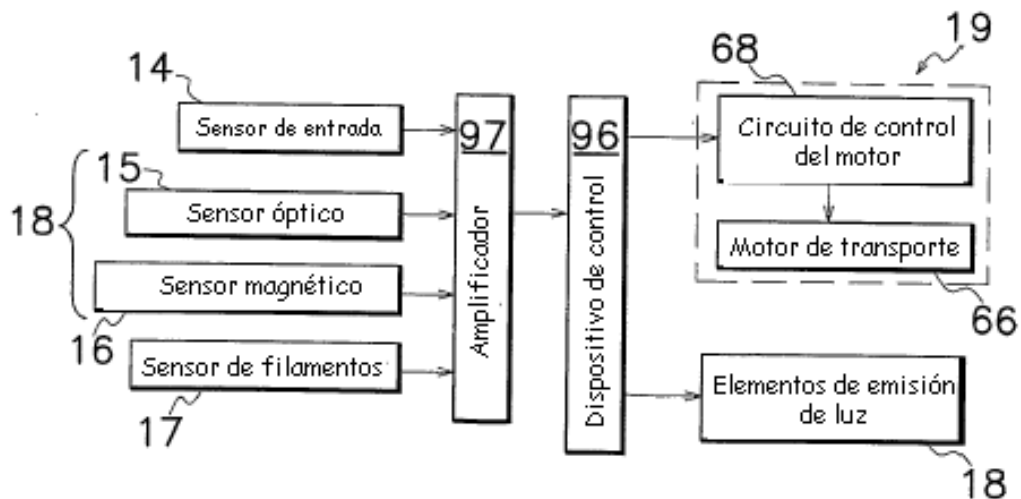 14
Sensor de entrada
15
Sensor óptico
18
Sensor magnético
16
Sensor de filamentos
17
97
Amplificador
96
Dispositivo de control
19
68
Circuito de control
del motor
Motor de transporte
66
Elementos de emisión
de luz
18